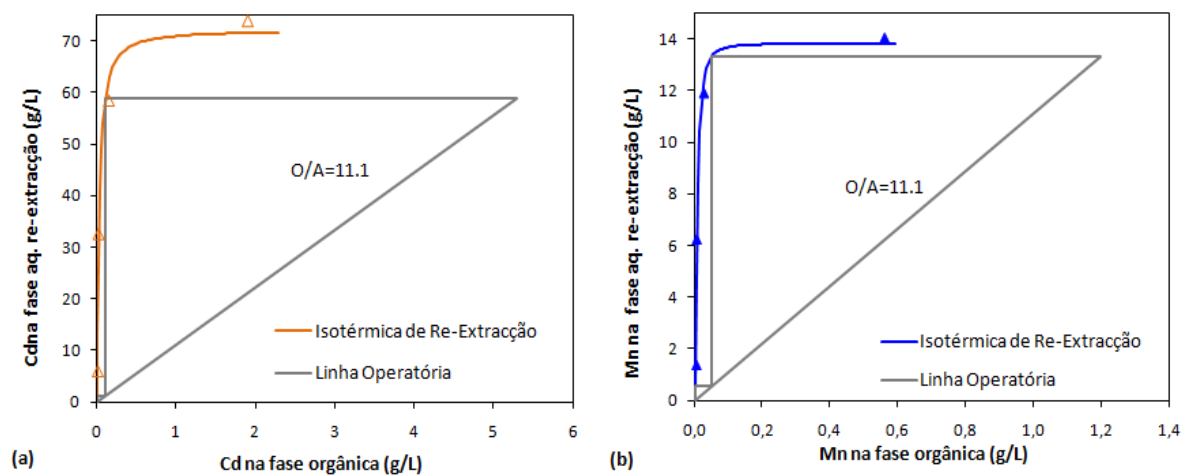 Cdna fase aq. re-extracção (g/L)
70
60
50
40
30
20
10
0
O/A=11.1
Isotérmica de Re-Extracção
Linha Operatória
0 1 2 3 4 5 6
(a) Cd na fase orgânica (g/L)
Mn na fase aq. re-extracção (g/L)
14
12
10
8
6
4
2
0
O/A=11.1
Isotérmica de Re-Extracção
Linha Operatória
0,0 0,2 0,4 0,6 0,8 1,0 1,2 1,4
(b) Mn na fase orgânica (g/L)